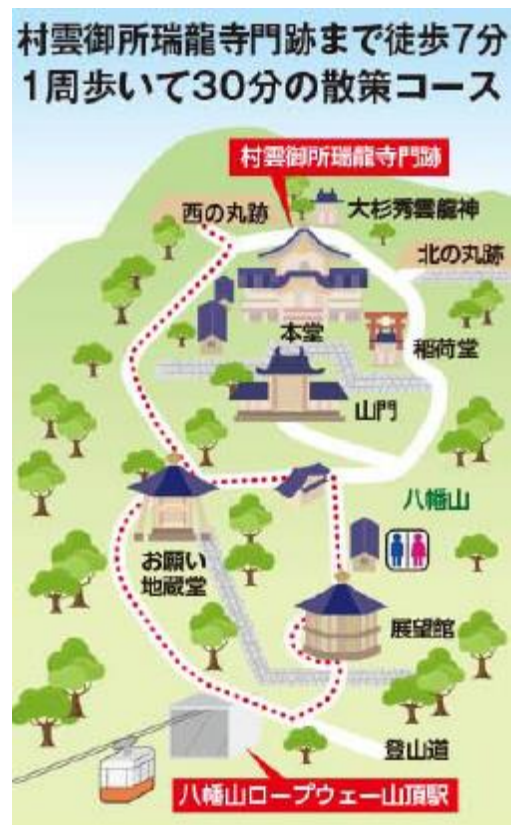 村雲御所瑞龍寺門跡まで徒歩7分
1周歩いて30分の散策コース
村雲御所瑞龍寺門跡
西の丸跡
大杉秀雲龍神
北の丸跡
本堂
稲荷堂
山門
八幡山
お願い
地蔵堂
展望館
登山道
八幡山ロープウェー山頂駅